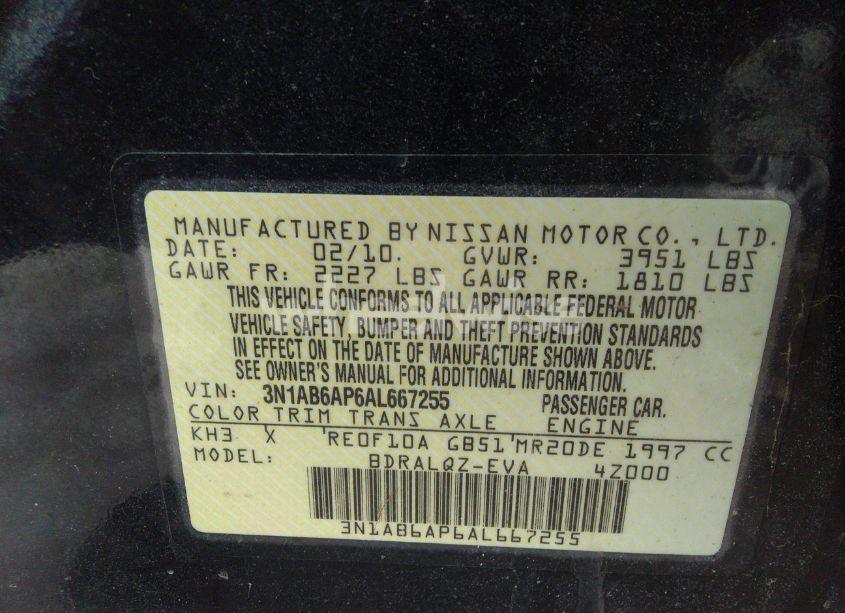 MANUFACTURED BY NISSAN MOTOR CO., LTD.
DATE: 02/10. GVWR: 3951 LBS
GAWR FR: 2227 LBS GAWR RR: 1810 LBS
THIS VEHICLE CONFORMS TO ALL APPLICABLE FEDERAL MOTOR
VEHICLE SAFETY, BUMPER AND THEFT PREVENTION STANDARDS
IN EFFECT ON THE DATE OF MANUFACTURE SHOWN ABOVE.
SEE OWNER'S MANUAL FOR ADDITIONAL INFORMATION.
VIN: 3N1AB6AP6AL667255 PASSENGER CAR.
COLOR TRIM TRANS AXLE ENGINE
KH3 X 'RE0F10A GB51'MR20DE 1997 CC
MODEL: BDRALQZ-EVA 4Z000
3N1AB6AP6AL667255